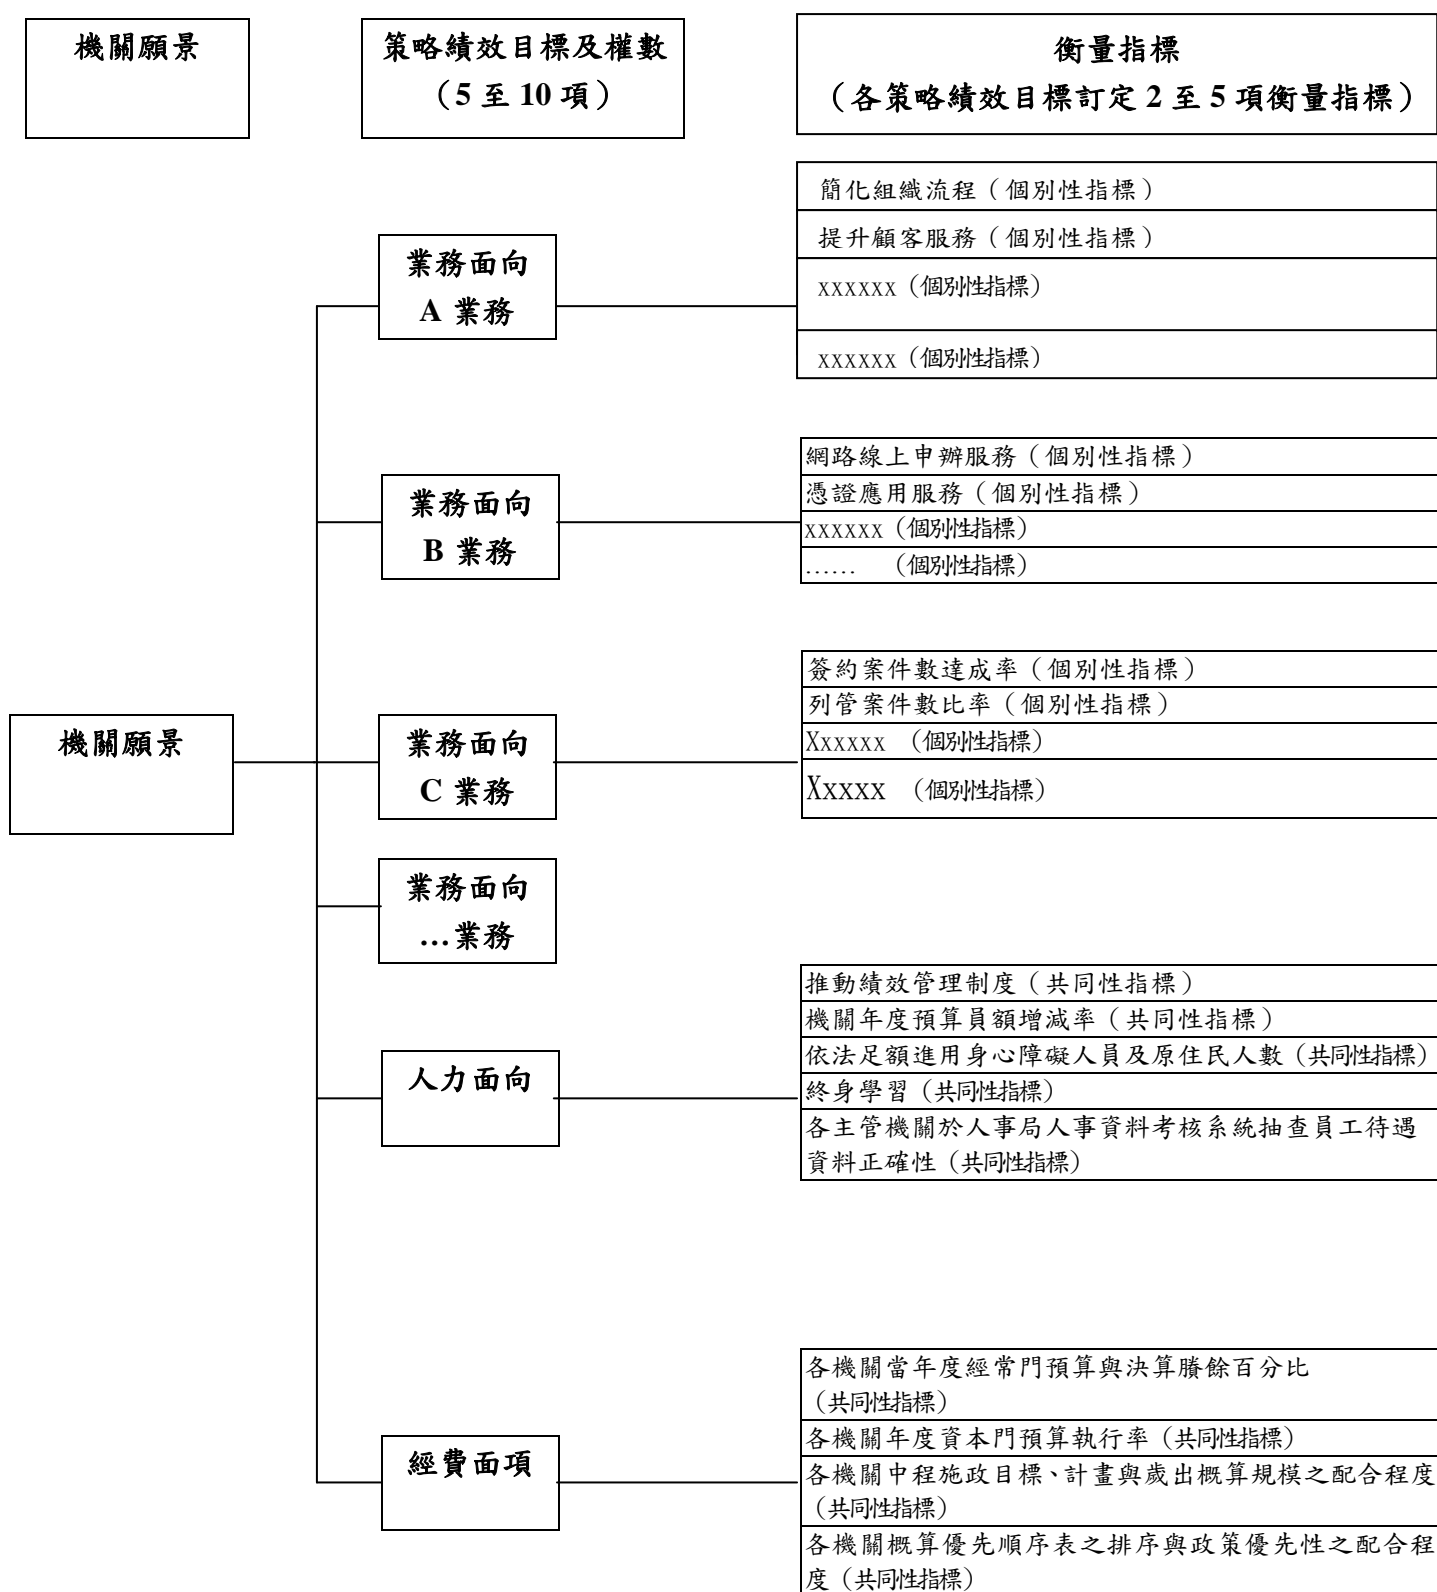 機關願景
策略績效目標及權數
（5 至 10 項）
衡量指標
（各策略績效目標訂定 2 至 5 項衡量指標）
簡化組織流程（個別性指標）
提升顧客服務（個別性指標）
xxxxxx（個別性指標）
xxxxxx（個別性指標）
業務面向
A 業務
網路線上申辦服務（個別性指標）
憑證應用服務（個別性指標）
xxxxxx（個別性指標）
...... （個別性指標）
業務面向
B 業務
簽約案件數達成率（個別性指標）
列管案件數比率（個別性指標）
Xxxxxx （個別性指標）
Xxxxx （個別性指標）
機關願景
業務面向
C 業務
業務面向
…業務
推動績效管理制度（共同性指標）
機關年度預算員額增減率（共同性指標）
依法足額進用身心障礙人員及原住民人數（共同性指標）
終身學習（共同性指標）
各主管機關於人事局人事資料考核系統抽查員工待遇
資料正確性（共同性指標）
人力面向
各機關當年度經常門預算與決算賸餘百分比
（共同性指標）
各機關年度資本門預算執行率（共同性指標）
各機關中程施政目標、計畫與歲出概算規模之配合程度
（共同性指標）
各機關概算優先順序表之排序與政策優先性之配合程
度（共同性指標）
經費面項